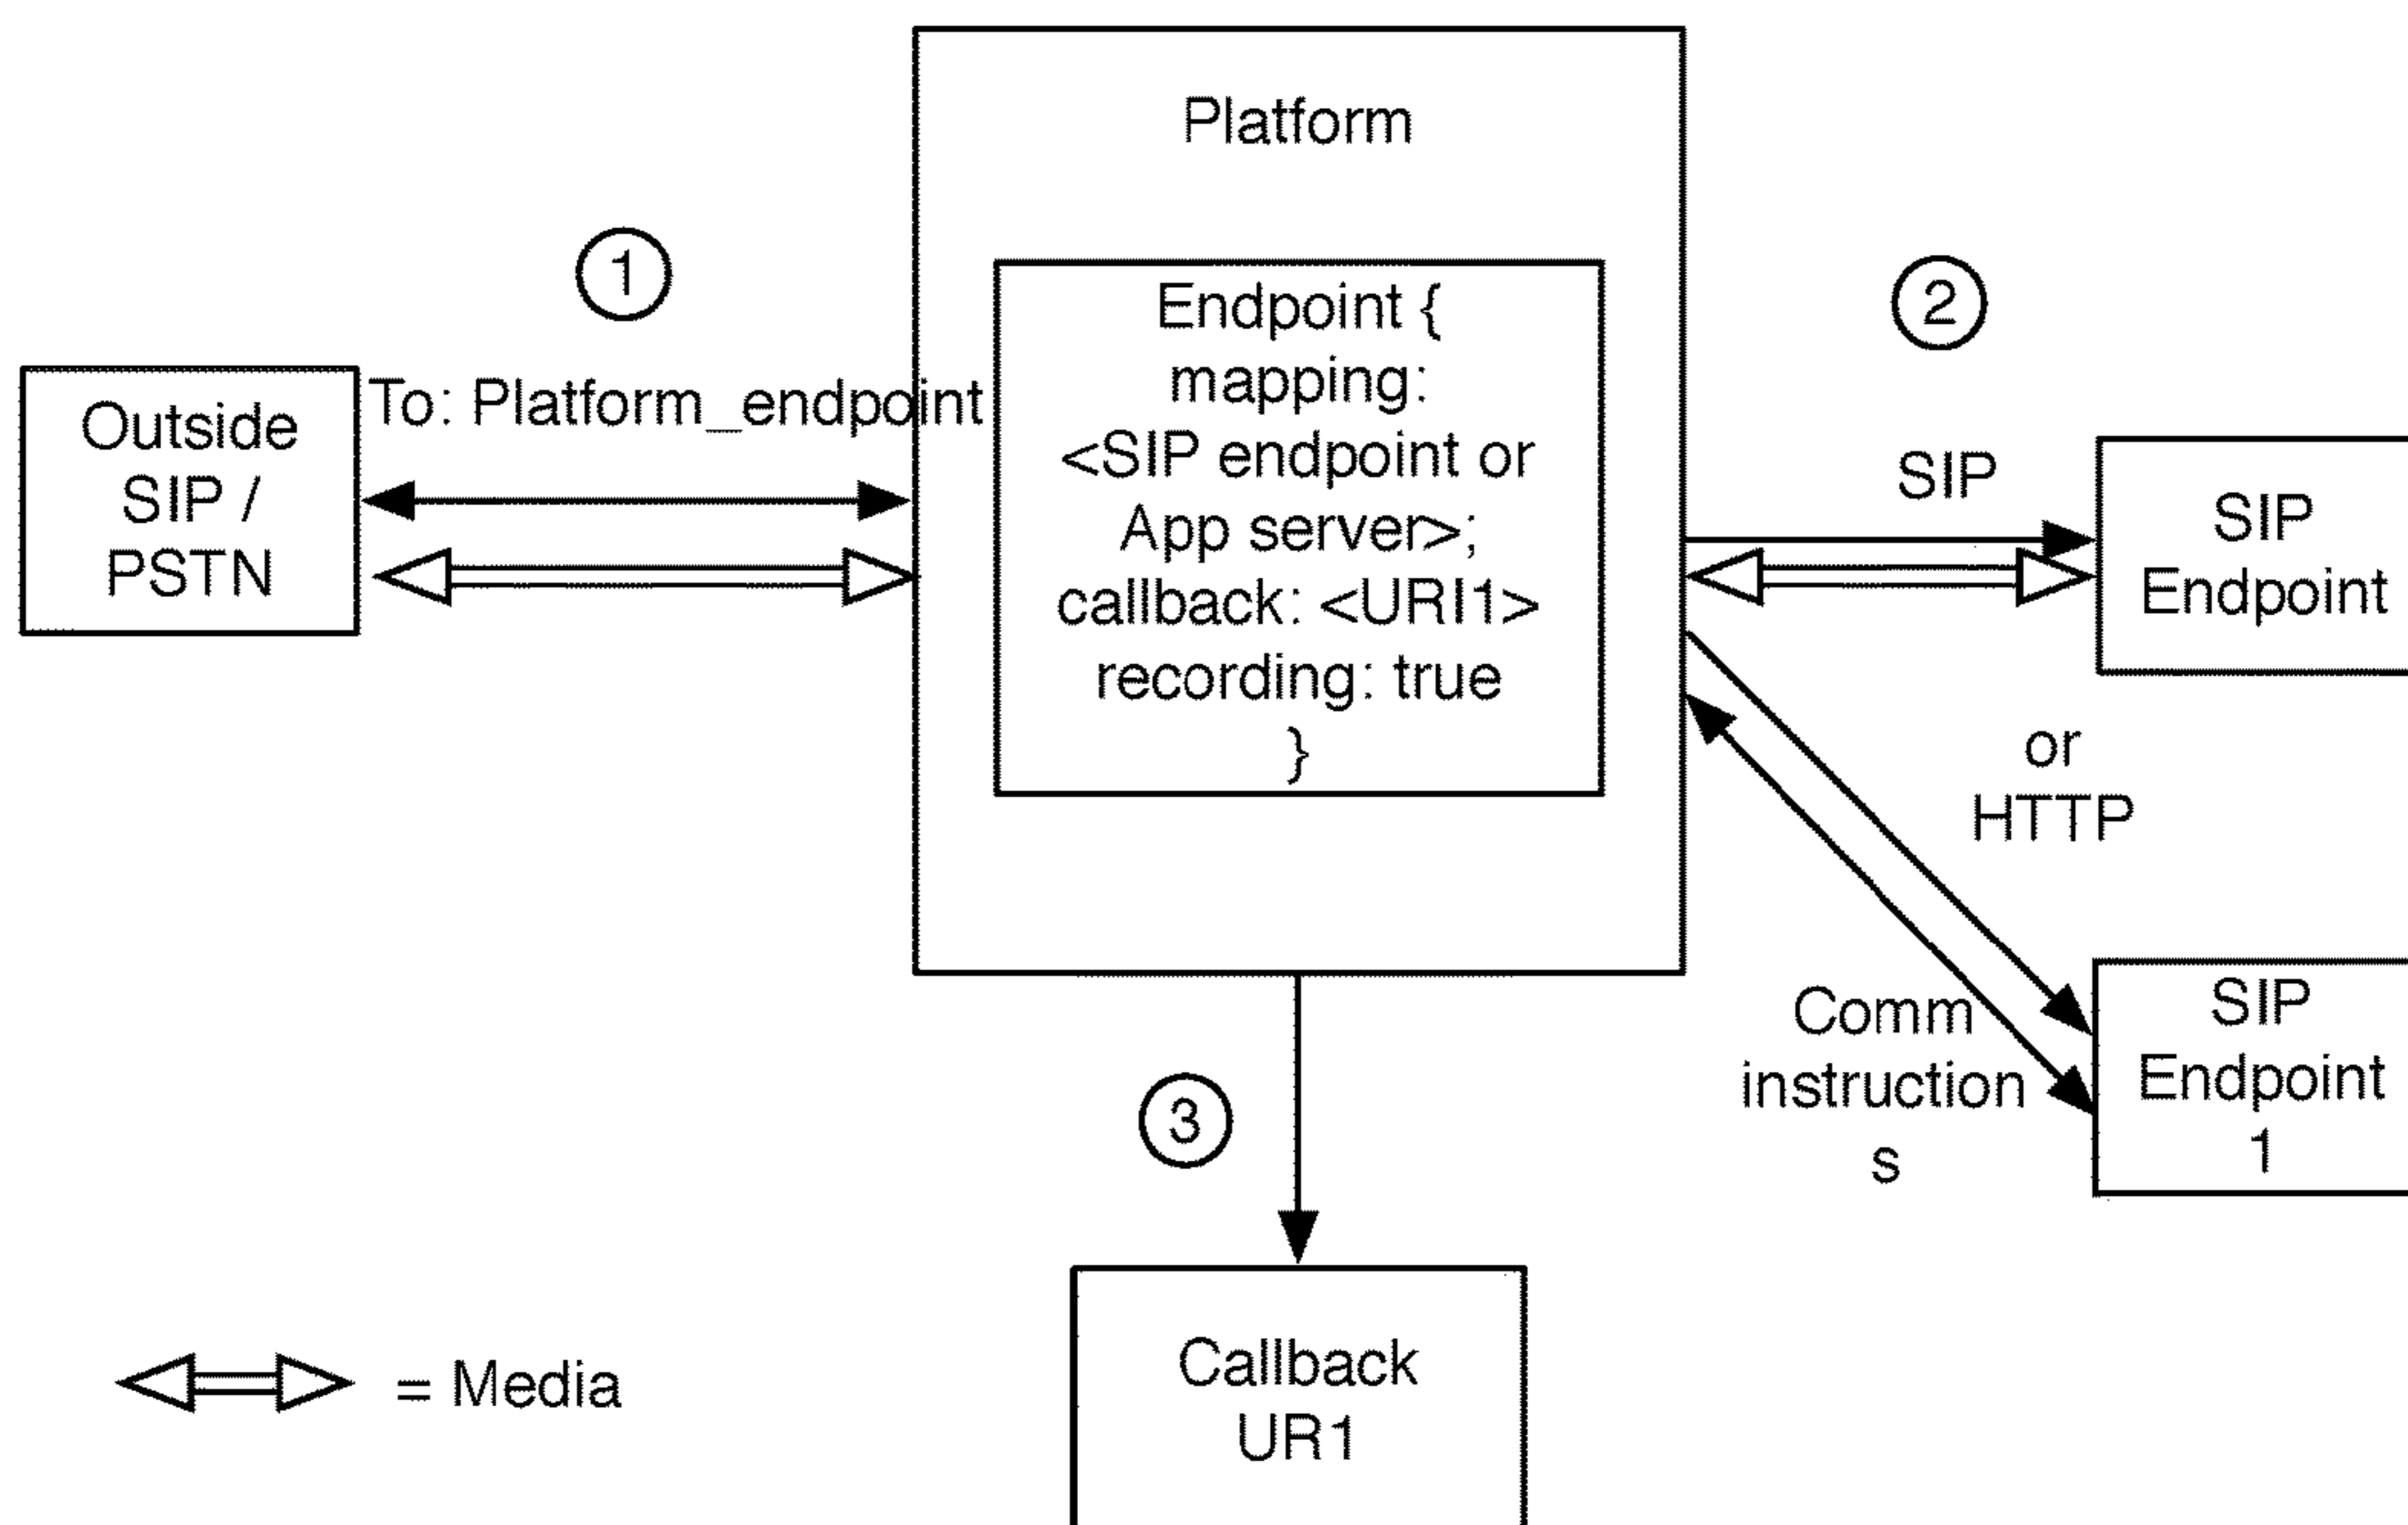 Platform
1
Outside
SIP /
PSTN
To: Platform_endpoint
Endpoint {
mapping:
<SIP endpoint or
App server>;
callback: <URI1>
recording: true
}
2
SIP
SIP
Endpoint
or
HTTP
Comm
instruction
s
SIP
Endpoint
1
3
Callback
UR1
= Media